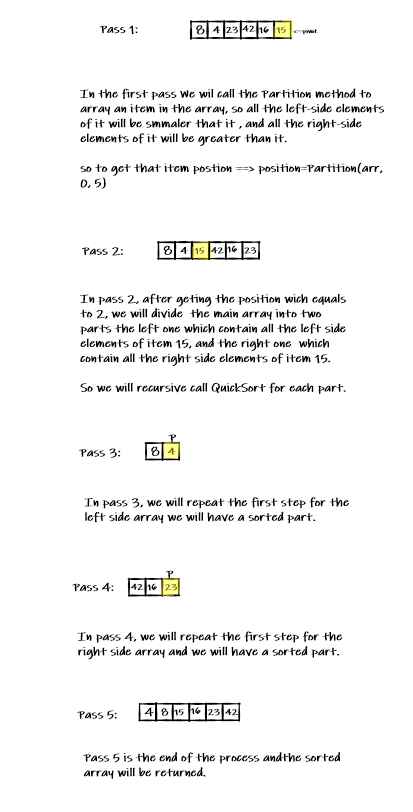 Pass 1: 8 4 23 42 16 15 <==pivot
In the first pass We wil call the Partition method to
array an item in the array, so all the left-side elements
of it will be smmaler that it , and all the right-side
elements of it will be greater than it.
so to get that item postion ==> position=Partition(arr,
0, 5)
Pass 2: 8 4 15 42 16 23
In pass 2, after geting the position wich equals
to 2, we will divide the main array into two
parts the left one which contain all the left side
elements of item 15, and the right one which
contain all the right side elements of item 15.
So we will recursive call QuickSort for each part.
P
Pass 3: 8 4
In pass 3, we will repeat the first step for the
left side array we will have a sorted part.
P
Pass 4: 42 16 23
In pass 4, we will repeat the first step for the
right side array and we will have a sorted part.
Pass 5: 4 8 15 16 23 42
Pass 5 is the end of the process andthe sorted
array will be returned.